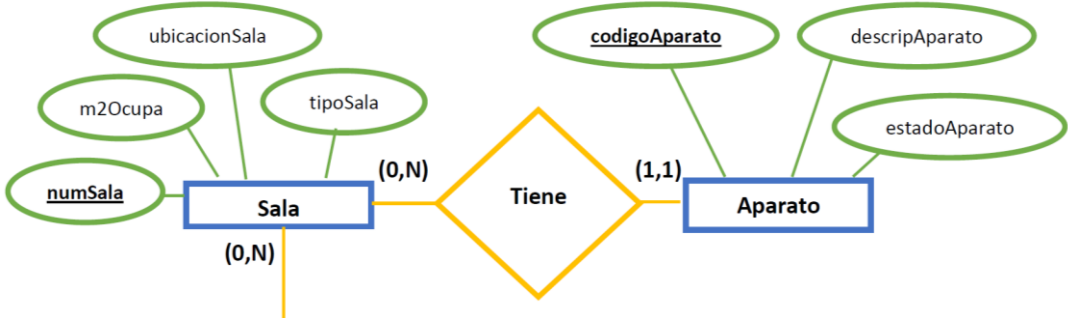 ubicacionSala
codigoAparato
descripAparato
m2Ocupa
tipoSala
estadoAparato
(0,N)
(1,1)
numSala
Tiene
Sala
Aparato
(0,N)